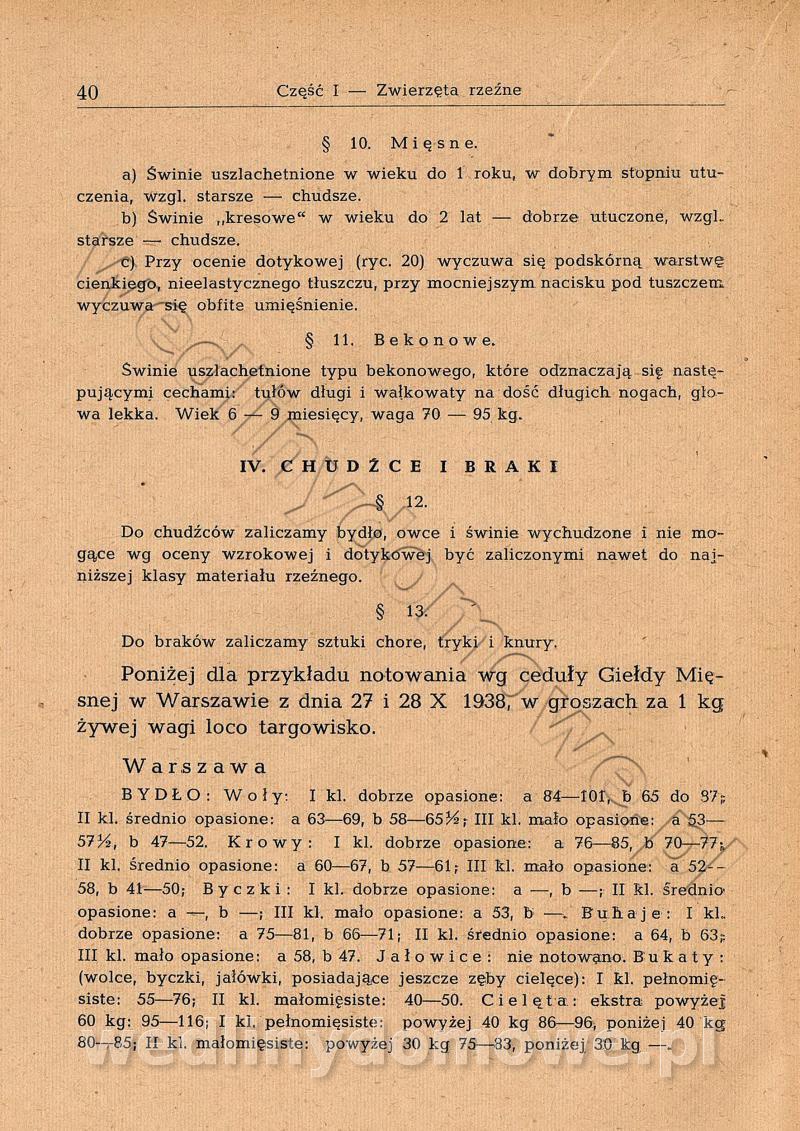 40 Część I — Zwierzęta rzeźne
§ 10. Mięsne.
a) Świnie uszlachetnione w wieku do 1 roku, w dobrym stopniu utu-
czenia, wzgl. starsze — chudsze.
b) Świnie „kresowe“ w wieku do 2 lat — dobrze utuczone, wzgl.
starsze — chudsze.
c) Przy ocenie dotykowej (ryc. 20) wyczuwa się podskórną warstwę
cienkiego, nieelastycznego tłuszczu, przy mocniejszym nacisku pod tuszczem
wyczuwa się obfite umięśnienie.
§ 11. Bekonowe.
Świnie uszlachetnione typu bekonowego, które odznaczają się nastę-
pującymi cechami: tułów długi i wałkowaty na dość długich nogach, gło-
wa lekka. Wiek 6 — 9 miesięcy, waga 70 — 95 kg.
IV. CHUDŹCE I BRAKI
§ 12.
Do chudźców zaliczamy bydło, owce i świnie wychudzone i nie mo-
gące wg oceny wzrokowej i dotykowej być zaliczonymi nawet do naj-
niższej klasy materiału rzeźnego.
§ 13.
Do braków zaliczamy sztuki chore, tryki i knury.
Poniżej dla przykładu notowania wg ceduły Giełdy Mię-
snej w Warszawie z dnia 27 i 28 X 1938, w groszach za 1 kg
żywej wagi loco targowisko.
Warszawa
BYDŁO: Woły: I kl. dobrze opasione: a 84—101, b 65 do 87;
II kl. średnio opasione: a 63—69, b 58—65½; III kl. mało opasione: a 53—
57½, b 47—52. Krowy: I kl. dobrze opasione: a 76—85, b 70—77;
II kl. średnio opasione: a 60—67, b 57—61; III kl. mało opasione: a 52—
58, b 41—50; Byczki: I kl. dobrze opasione: a —, b —; II kl. średnio
opasione: a —, b —; III kl. mało opasione: a 53, b —. Buhaje: I kl.
dobrze opasione: a 75—81, b 66—71; II kl. średnio opasione: a 64, b 63;
III kl. mało opasione: a 58, b 47. Jałowice: nie notowano. Bukaty:
(wolce, byczki, jałówki, posiadające jeszcze zęby cielęce): I kl. pełnomię-
siste: 55—76; II kl. małomięsiste: 40—50. Cielęta: ekstra powyżej
60 kg: 95—116; I kl. pełnomięsiste: powyżej 40 kg 86—96, poniżej 40 kg
80—85; II kl. małomięsiste: powyżej 30 kg 75—83, poniżej 30 kg —.
wedlinydomowe.pl